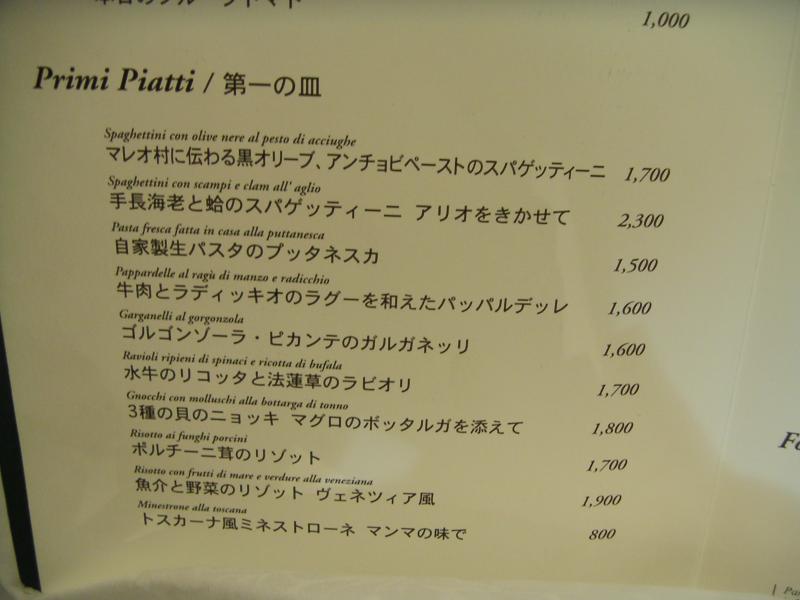 本日のフルーツトマト
1,000
Primi Piatti / 第一の皿
Spaghettini con olive nere al pesto di acciughe
マレオ村に伝わる黒オリーブ、アンチョビペーストのスパゲッティーニ 1,700
Spaghettini con scampi e clam all' aglio
手長海老と蛤のスパゲッティーニ アリオをきかせて 2,300
Pasta fresca fatta in casa alla puttanesca
自家製生パスタのプッタネスカ 1,500
Pappardelle al ragù di manzo e radicchio
牛肉とラディッキオのラグーを和えたパッパルデッレ 1,600
Garganelli al gorgonzola
ゴルゴンゾーラ・ピカンテのガルガネッリ 1,600
Ravioli ripieni di spinaci e ricotta di bufala
水牛のリコッタと法蓮草のラビオリ 1,700
Gnocchi con molluschi alla bottarga di tonno
3種の貝のニョッキ マグロのボッタルガを添えて 1,800
Risotto ai funghi porcini
ポルチーニ茸のリゾット 1,700
Risotto con frutti di mare e verdure alla veneziana
魚介と野菜のリゾット ヴェネツィア風 1,900
Minestrone alla toscana
トスカーナ風ミネストローネ マンマの味で 800